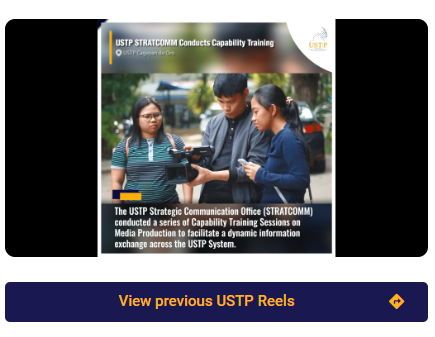 USTP STRATCOMM Conducts Capability Training
USTP Cagayan de Oro
USTP
The USTP Strategic Communication Office (STRATCOMM)
conducted a series of Capability Training Sessions on
Media Production to facilitate a dynamic information
exchange across the USTP System.
View previous USTP Reels